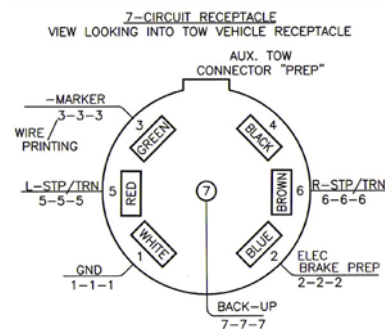 7-CIRCUIT RECEPTACLE
VIEW LOOKING INTO TOW VEHICLE RECEPTACLE
AUX. TOW
CONNECTOR "PREP"
-MARKER
3-3-3
WIRE
PRINTING
3
GREEN
4
BLACK
L-STP/TRN
5-5-5
5
RED
7
BROWN
6
R-STP/TRN
6-6-6
WHITE
1
BLUE
2
GND
1-1-1
ELEC
BRAKE PREP
2-2-2
BACK-UP
7-7-7